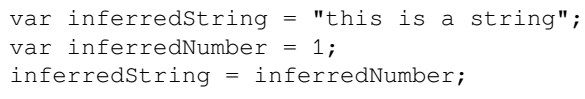 var inferredString = "this is a string";
var inferredNumber = 1;
inferredString = inferredNumber;